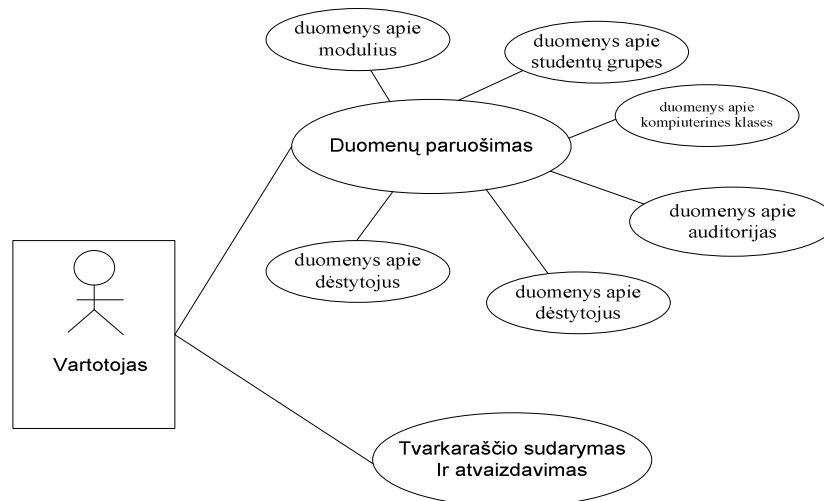 duomenys apie
modulius
duomenys apie
studentų grupes
duomenys apie
kompiuterines klases
Duomenų paruošimas
duomenys apie
auditorijas
duomenys apie
dėstytojus
duomenys apie
dėstytojus
Vartotojas
Tvarkaraščio sudarymas
Ir atvaizdavimas